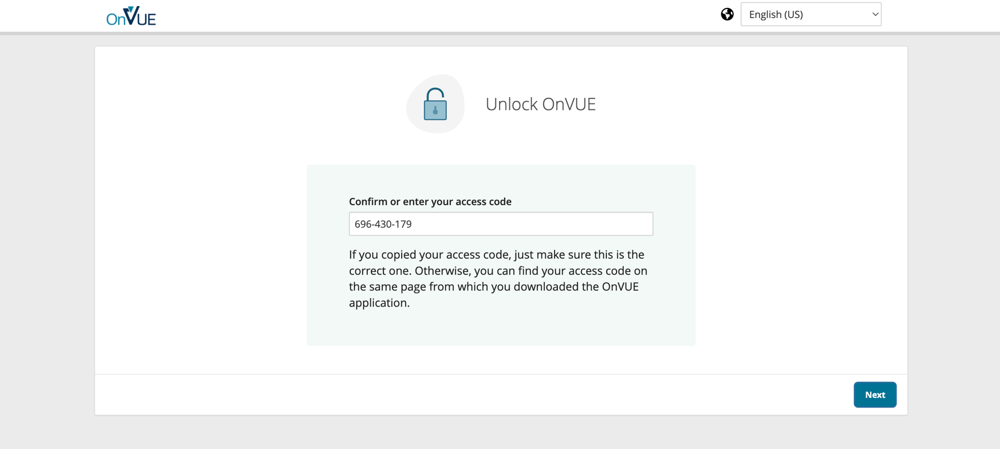 OnVUE
English (US)
Unlock OnVUE
Confirm or enter your access code
696-430-179
If you copied your access code, just make sure this is the
correct one. Otherwise, you can find your access code on
the same page from which you downloaded the OnVUE
application.
Next